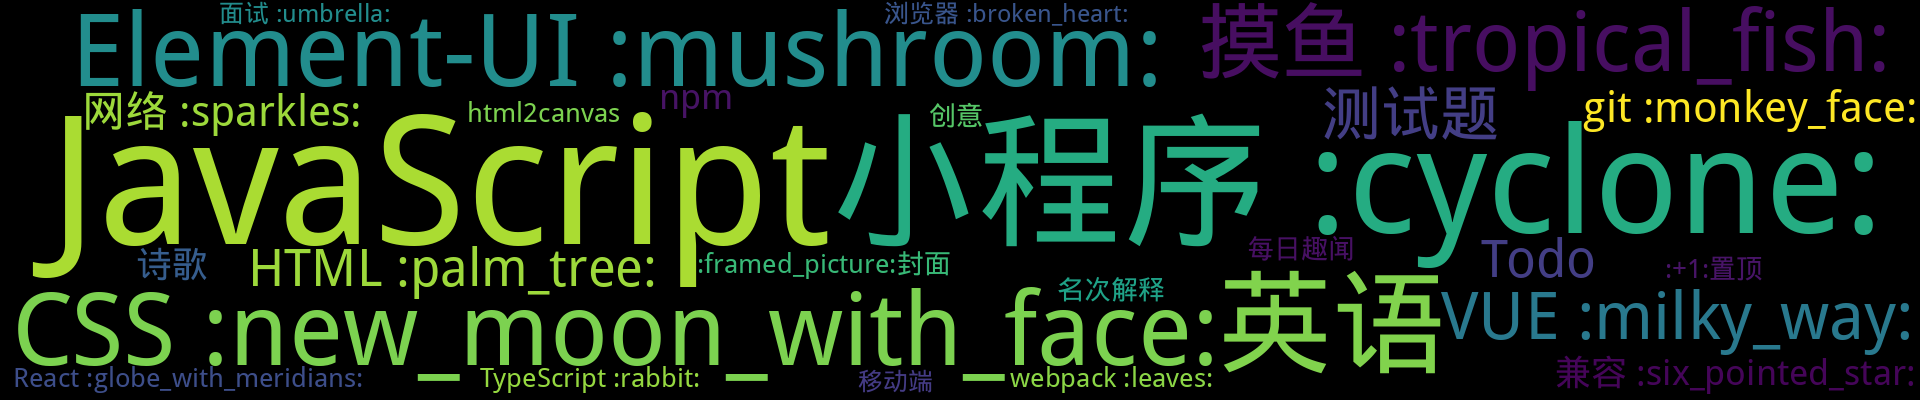 面试 :umbrella:
浏览器 :broken_heart:
Element-UI :mushroom:
摸鱼 :tropical_fish:
网络 :sparkles:
html2canvas
npm
创意
测试题
git :monkey_face:
JavaScript
小程序 :cyclone:
诗歌
HTML :palm_tree:
:framed_picture:封面
每日趣闻
Todo
:+1:置顶
名次解释
CSS :new_moon_with_face:
英语
VUE :milky_way:
React :globe_with_meridians:
TypeScript :rabbit:
移动端
webpack :leaves:
兼容 :six_pointed_star: